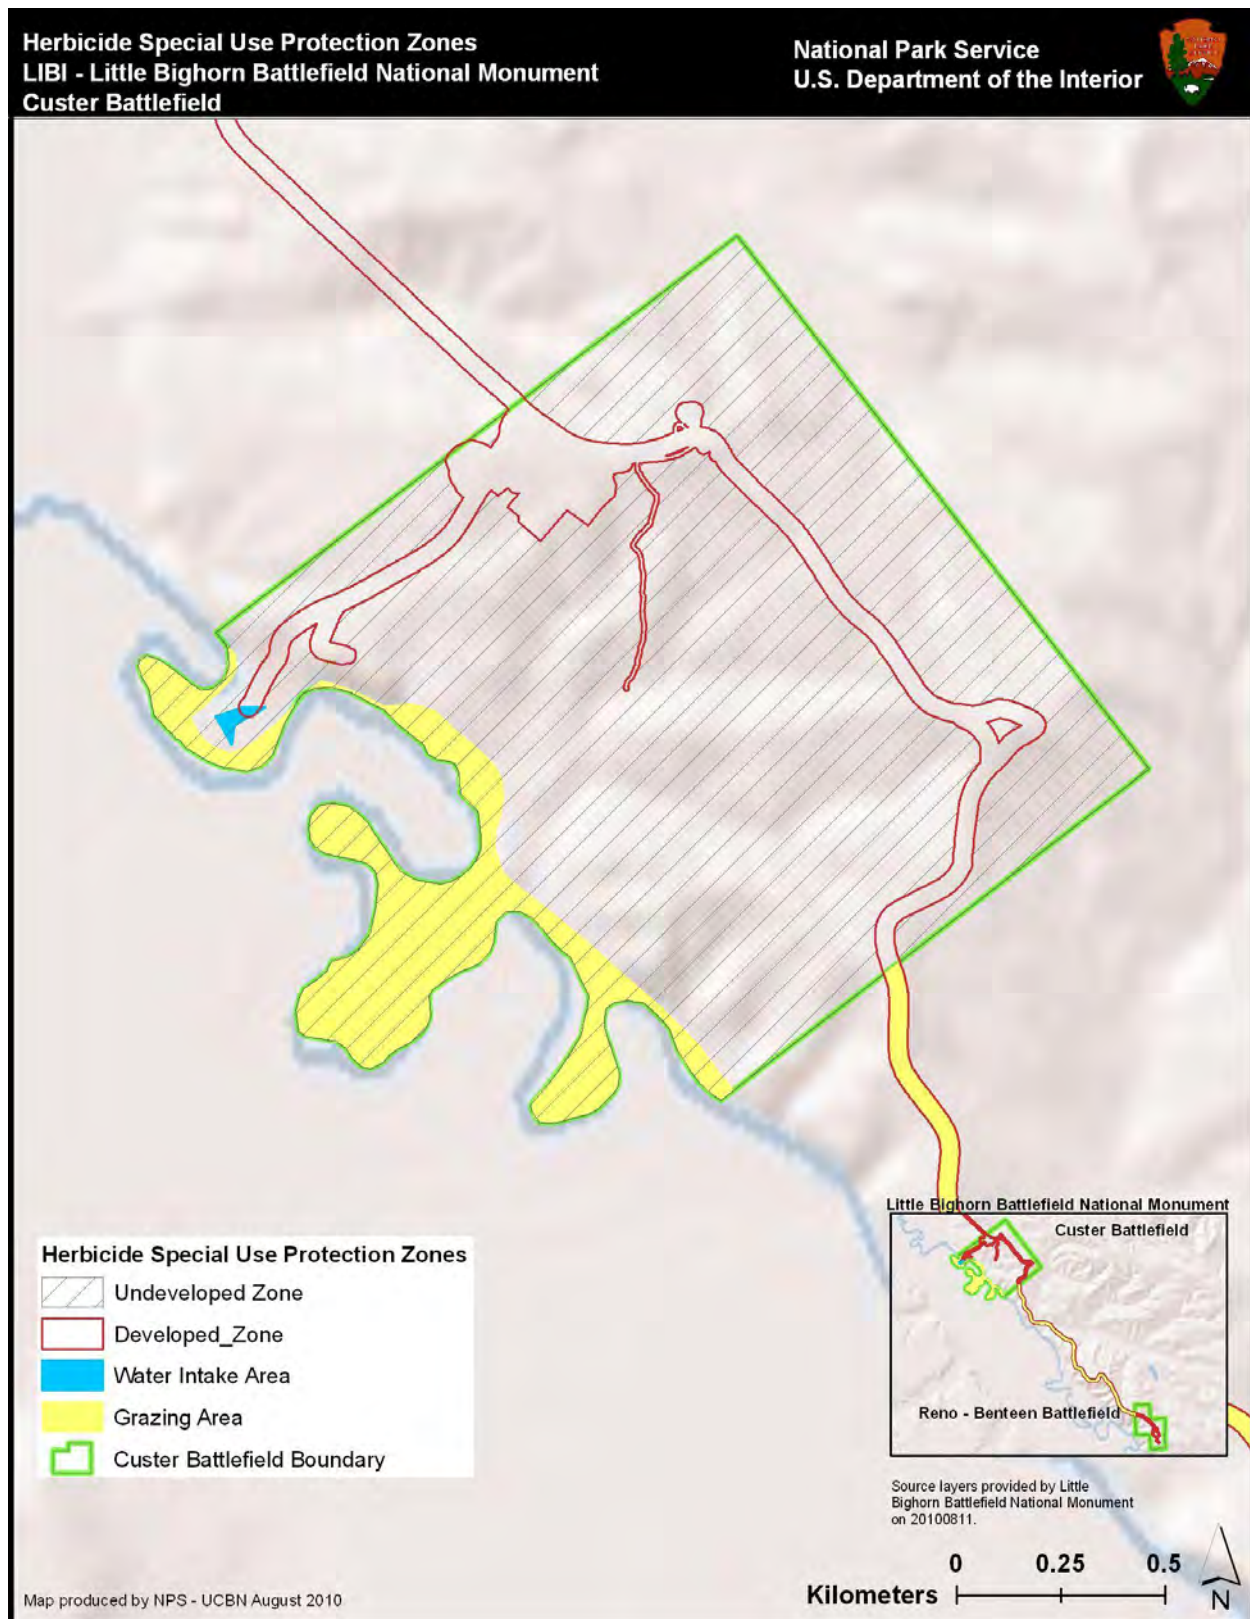 Herbicide Special Use Protection Zones
LIBI - Little Bighorn Battlefield National Monument
Custer Battlefield
National Park Service
U.S. Department of the Interior
Little Bighorn Battlefield National Monument
Custer Battlefield
Reno - Benteen Battlefield
Herbicide Special Use Protection Zones
Undeveloped Zone
Developed_Zone
Water Intake Area
Grazing Area
Custer Battlefield Boundary
Source layers provided by Little
Bighorn Battlefield National Monument
on 20100811.
0 0.25 0.5
Kilometers
N
Map produced by NPS - UCBN August 2010